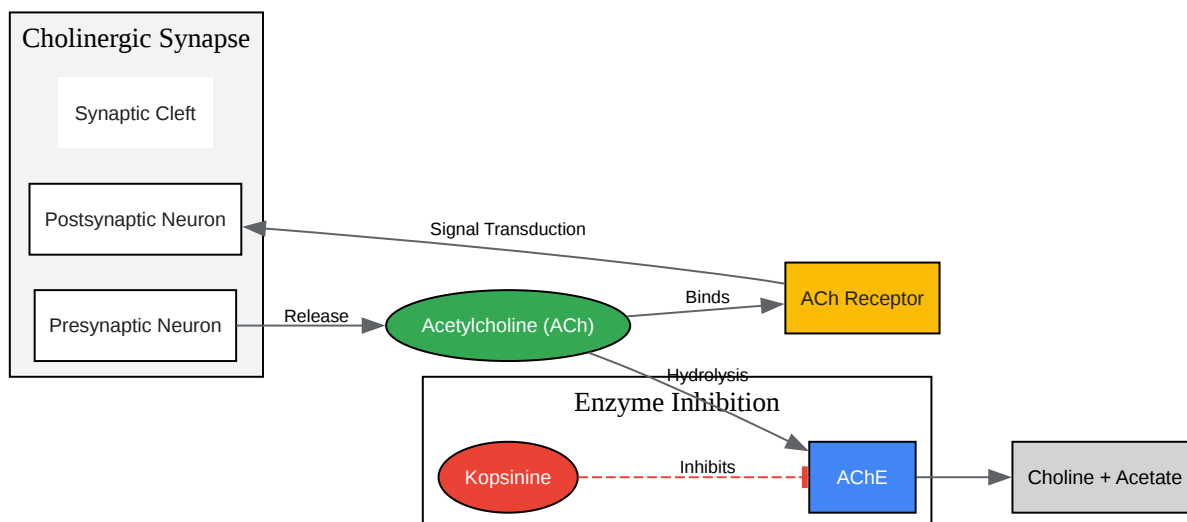 Cholinergic Synapse
Synaptic Cleft
Postsynaptic Neuron
Signal Transduction
ACh Receptor
Binds
Presynaptic Neuron
Release
Acetylcholine (ACh)
Hydrolysis
Enzyme Inhibition
Kopsinine
Inhibits
AChE
Choline + Acetate